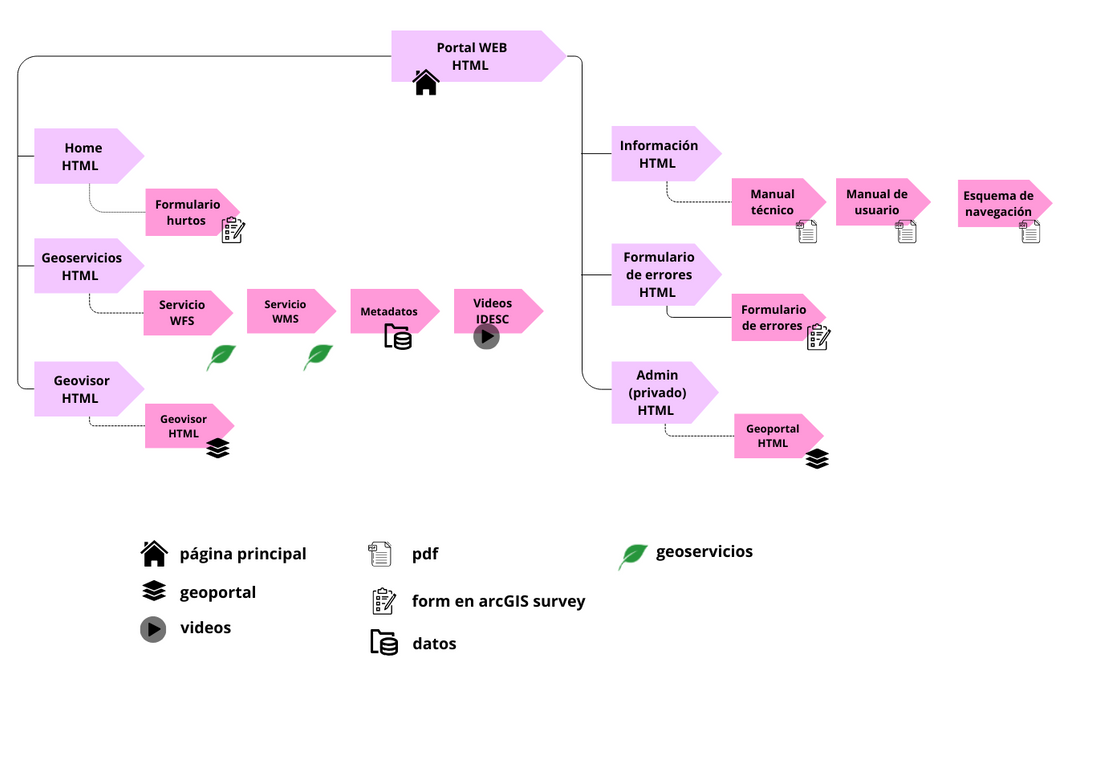 Portal WEB
HTML
Home
HTML
Formulario
hurtos
Geoservicios
HTML
Servicio
WFS
Servicio
WMS
Metadatos
Videos
IDESC
Geovisor
HTML
Geovisor
HTML
Información
HTML
Manual
técnico
Manual de
usuario
Esquema de
navegación
Formulario
de errores
HTML
Formulario
de errores
Admin
(privado)
HTML
Geoportal
HTML
página principal
geoportal
videos
pdf
form en arcGIS survey
datos
geoservicios